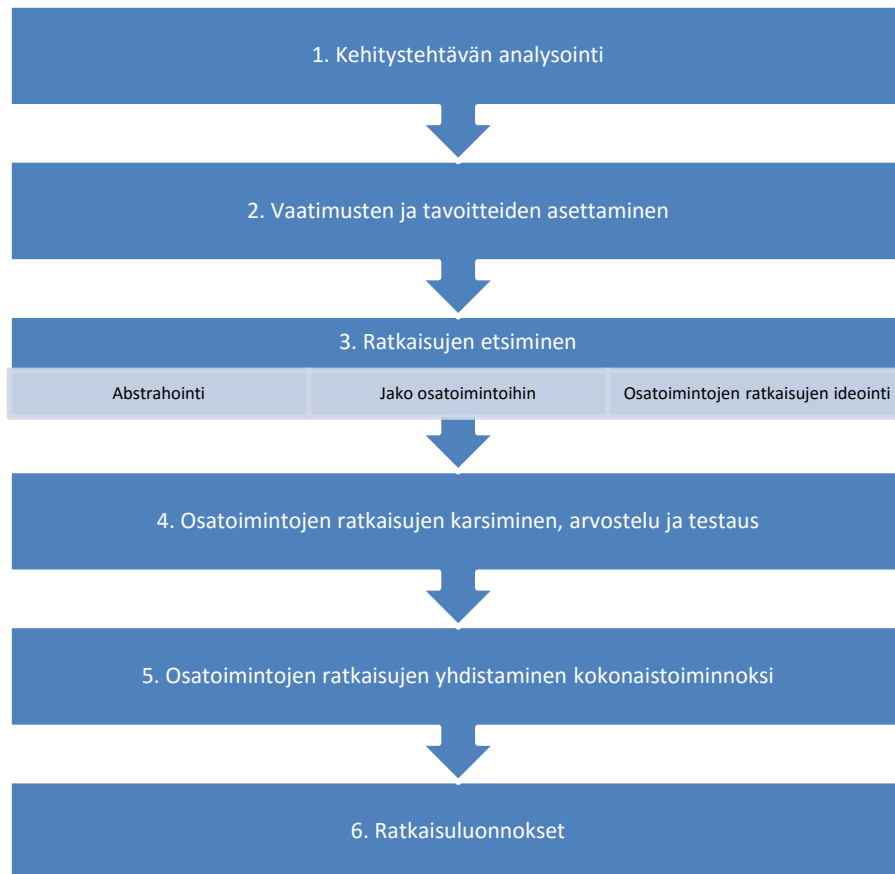 1. Kehitystehtävän analysointi
2. Vaatimusten ja tavoitteiden asettaminen
3. Ratkaisujen etsiminen
Abstrahointi
Jako osatoimintoihin
Osatoimintojen ratkaisujen ideointi
4. Osatoimintojen ratkaisujen karsiminen, arvostelu ja testaus
5. Osatoimintojen ratkaisujen yhdistaminen kokonaistoiminnoksi
6. Ratkaisuluonnokset